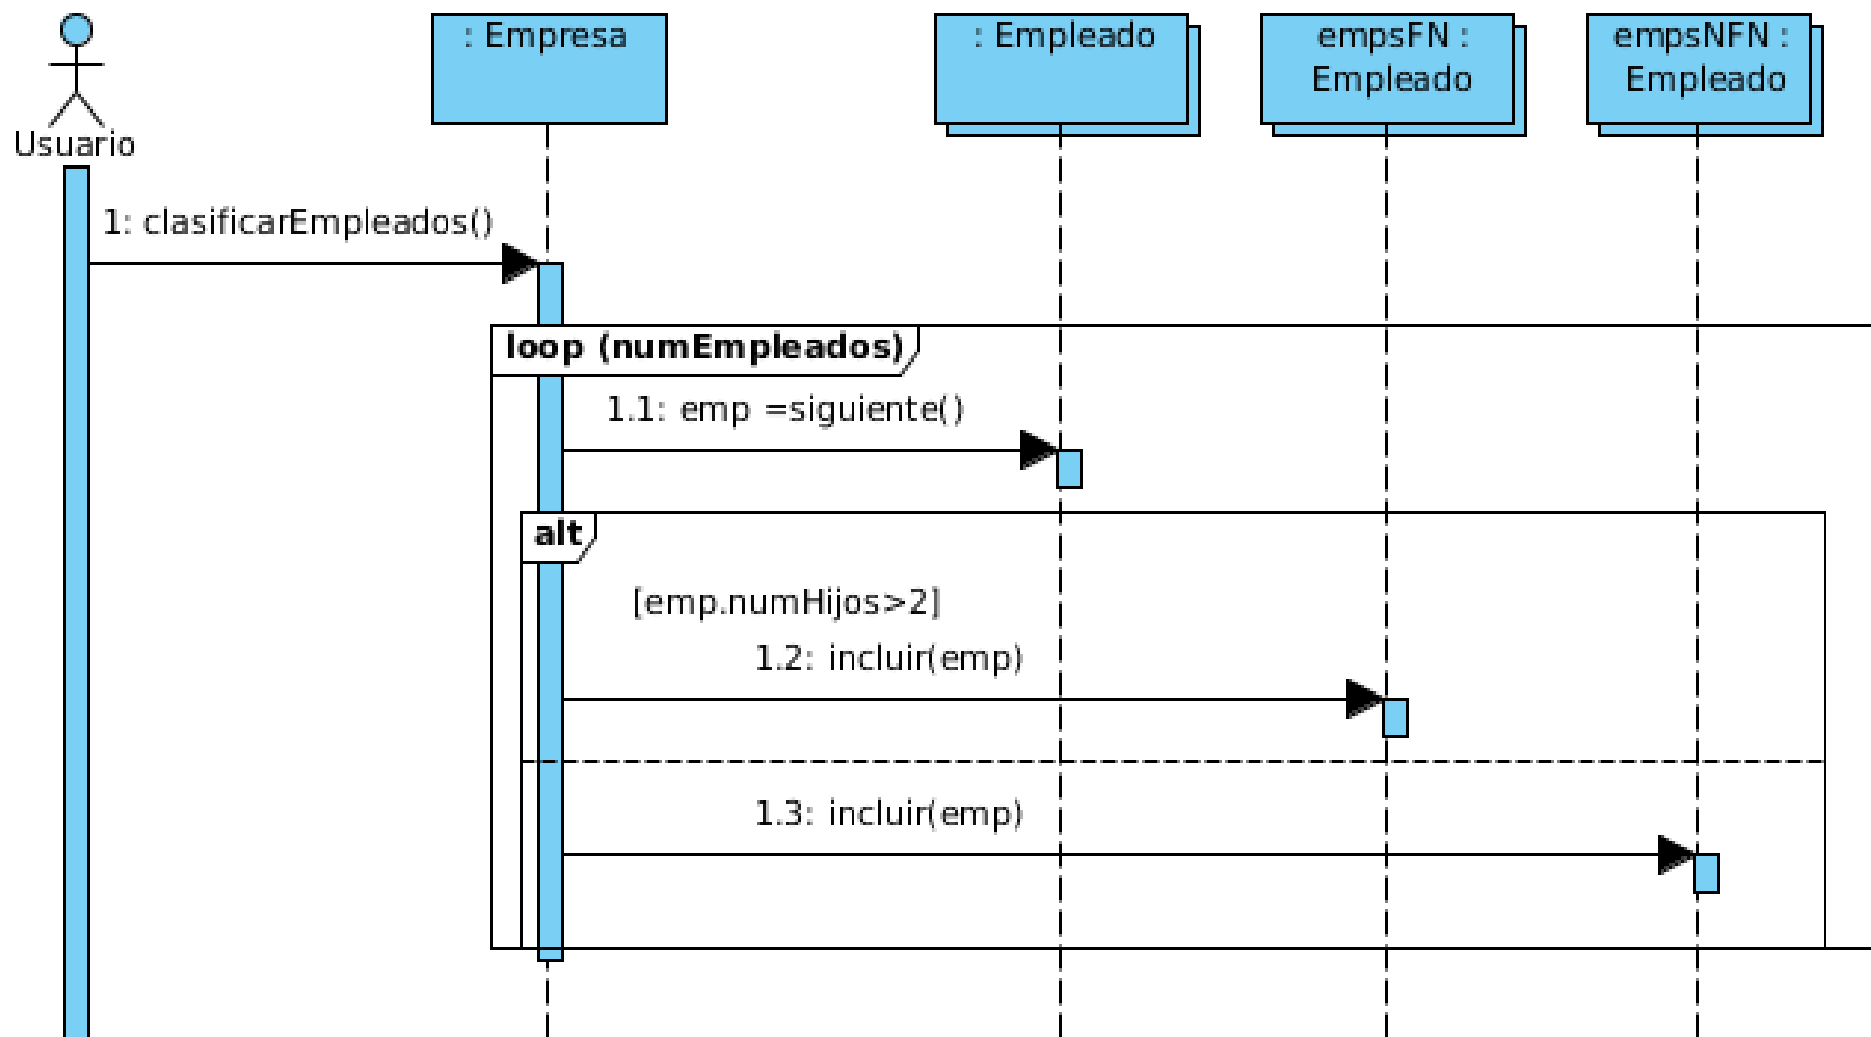 : Empresa
: Empleado
empsFN :
Empleado
empsNFN :
Empleado
Usuario
1: clasificarEmpleados()
loop (numEmpleados)
1.1: emp =siguiente()
alt
[emp.numHijos>2]
1.2: incluir(emp)
1.3: incluir(emp)